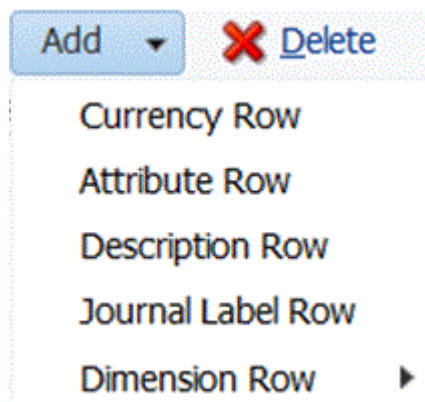 Add Delete
Currency Row
Attribute Row
Description Row
Journal Label Row
Dimension Row